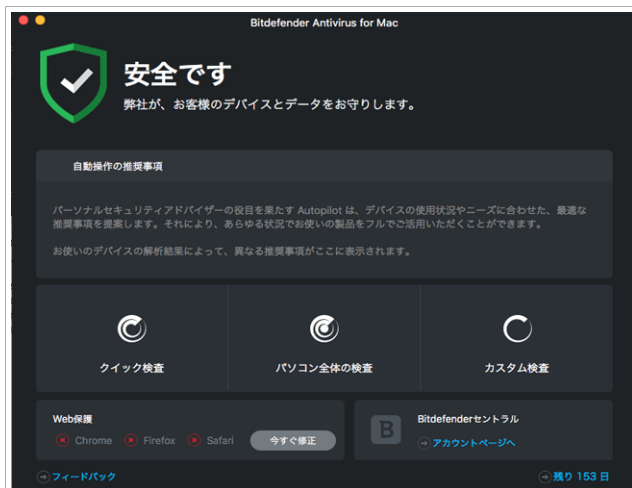 Bitdefender Antivirus for Mac
安全です
弊社が、お客様のデバイスとデータをお守りします。
自動操作の推奨事項
パーソナルセキュリティアドバイザーの役目を果たす Autopilot は、デバイスの使用状況やニーズに合わせた、最適な
推奨事項を提案します。それにより、あらゆる状況でお使いの製品をフルでご活用いただくことができます。
お使いのデバイスの解析結果によって、異なる推奨事項がここに表示されます。
クイック検査
パソコン全体の検査
カスタム検査
Web保護
Chrome
Firefox
Safari
今すぐ修正
B
Bitdefenderセントラル
アカウントページへ
フィードバック
残り 153 日